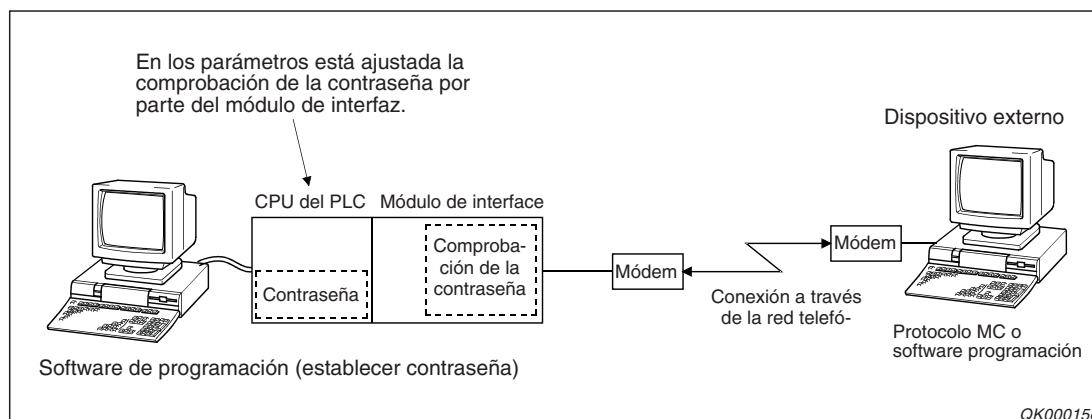 En los parámetros está ajustada la
comprobación de la contraseña por
parte del módulo de interfaz.
Dispositivo externo
CPU del PLC
Módulo de interface
Comproba-
ción de la
contraseña
Contraseña
Módem
Módem
Conexión a través
de la red telefó-
Protocolo MC o
software programación
Software de programación (establecer contraseña)